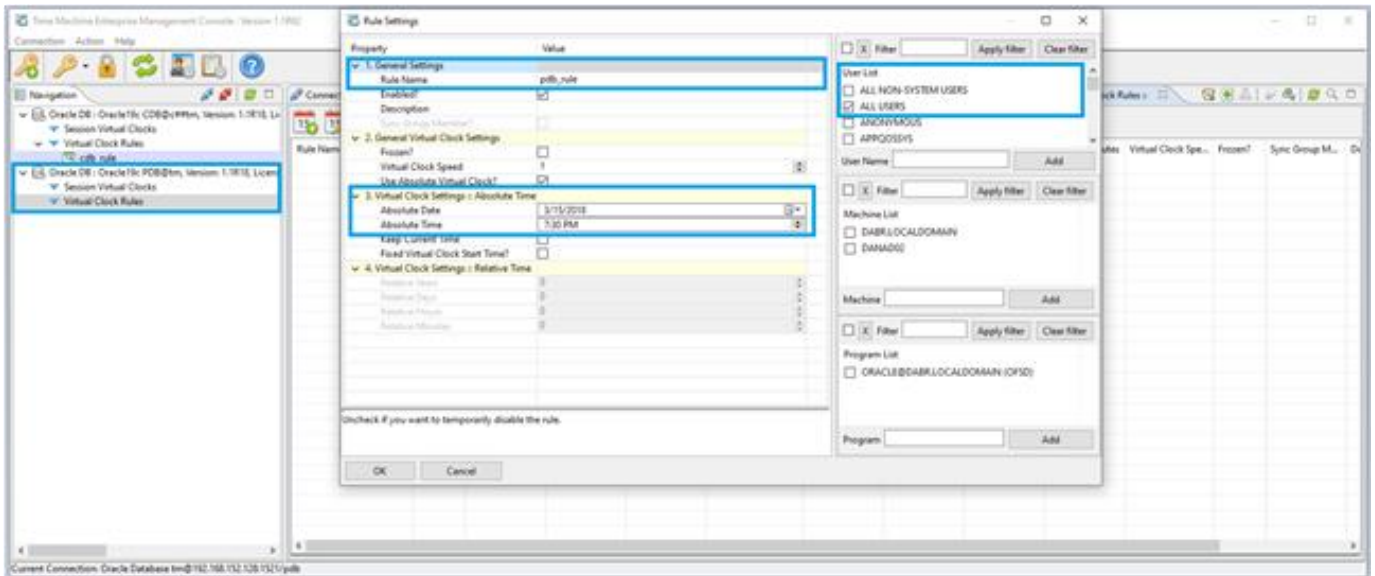 Time Machine Enterprise Management Console : Version 1.1R02
Connection Action Help
Navigation
Oracle DB : Oracle19c CDB@c##tm, Version: 1.1R18, Li
Session Virtual Clocks
Virtual Clock Rules
cdb_rule
Oracle DB : Oracle19c PDB@tm, Version: 1.1R18, Licen
Session Virtual Clocks
Virtual Clock Rules
Connec
Rule Nam
Rule Settings
Property Value
1. General Settings
Rule Name pdb_rule
Enabled?
Description
Sync Group Member?
2. General Virtual Clock Settings
Frozen?
Virtual Clock Speed 1
Use Absolute Virtual Clock?
3. Virtual Clock Settings :: Absolute Time
Absolute Date 3/15/2018
Absolute Time 7:30 PM
Keep Current Time
Fixed Virtual Clock Start Time?
4. Virtual Clock Settings :: Relative Time
Relative Years 0
Relative Days 0
Relative Hours 0
Relative Minutes 0
Uncheck if you want to temporarily disable the rule.
OK Cancel
X Filter Apply filter Clear filter
User List
ALL NON-SYSTEM USERS
ALL USERS
ANONYMOUS
APPQOSSYS
User Name Add
X Filter Apply filter Clear filter
Machine List
DABR.LOCALDOMAIN
DANAD02
Machine Add
X Filter Apply filter Clear filter
Program List
ORACLE@DABR.LOCALDOMAIN (OFSD)
Program Add
ck Rules :
utes Virtual Clock Spe... Frozen? Sync Group M... De
Current Connection: Oracle Database tm@192.168.152.128:1521/pdb